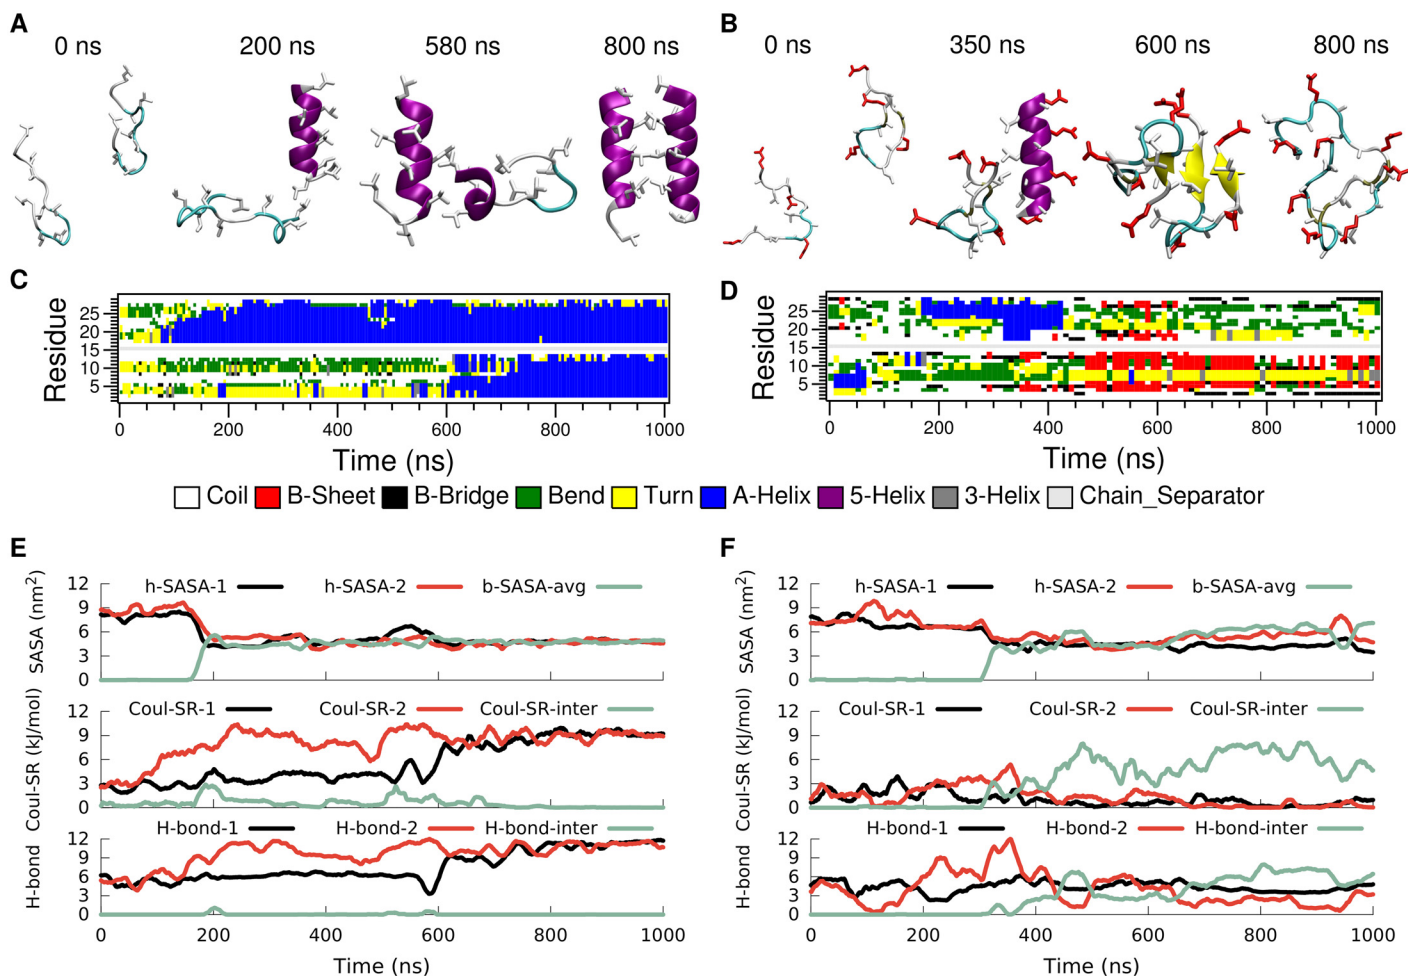 A
0 ns
200 ns
580 ns
800 ns
B
0 ns
350 ns
600 ns
800 ns
C
Residue
25
20
15
10
5
0
200
400
600
800
1000
Time (ns)
D
Residue
25
20
15
10
5
0
200
400
600
800
1000
Time (ns)
Coil
B-Sheet
B-Bridge
Bend
Turn
A-Helix
5-Helix
3-Helix
Chain_Separator
E
SASA (nm²)
12
9
6
3
0
h-SASA-1
h-SASA-2
b-SASA-avg
Coul-SR (kJ/mol)
12
9
6
3
0
Coul-SR-1
Coul-SR-2
Coul-SR-inter
H-bond
12
9
6
3
0
H-bond-1
H-bond-2
H-bond-inter
0
200
400
600
800
1000
Time (ns)
F
SASA (nm²)
12
9
6
3
0
h-SASA-1
h-SASA-2
b-SASA-avg
Coul-SR (kJ/mol)
12
9
6
3
0
Coul-SR-1
Coul-SR-2
Coul-SR-inter
H-bond
12
9
6
3
0
H-bond-1
H-bond-2
H-bond-inter
0
200
400
600
800
1000
Time (ns)